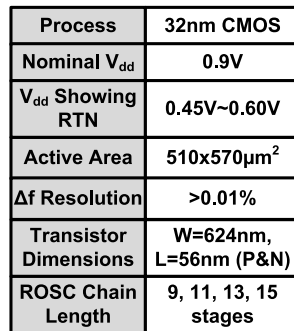 Process 32nm CMOS
Nominal Vdd 0.9V
Vdd Showing RTN 0.45V~0.60V
Active Area 510x570µm²
Δf Resolution >0.01%
Transistor Dimensions W=624nm, L=56nm (P&N)
ROSC Chain Length 9, 11, 13, 15 stages